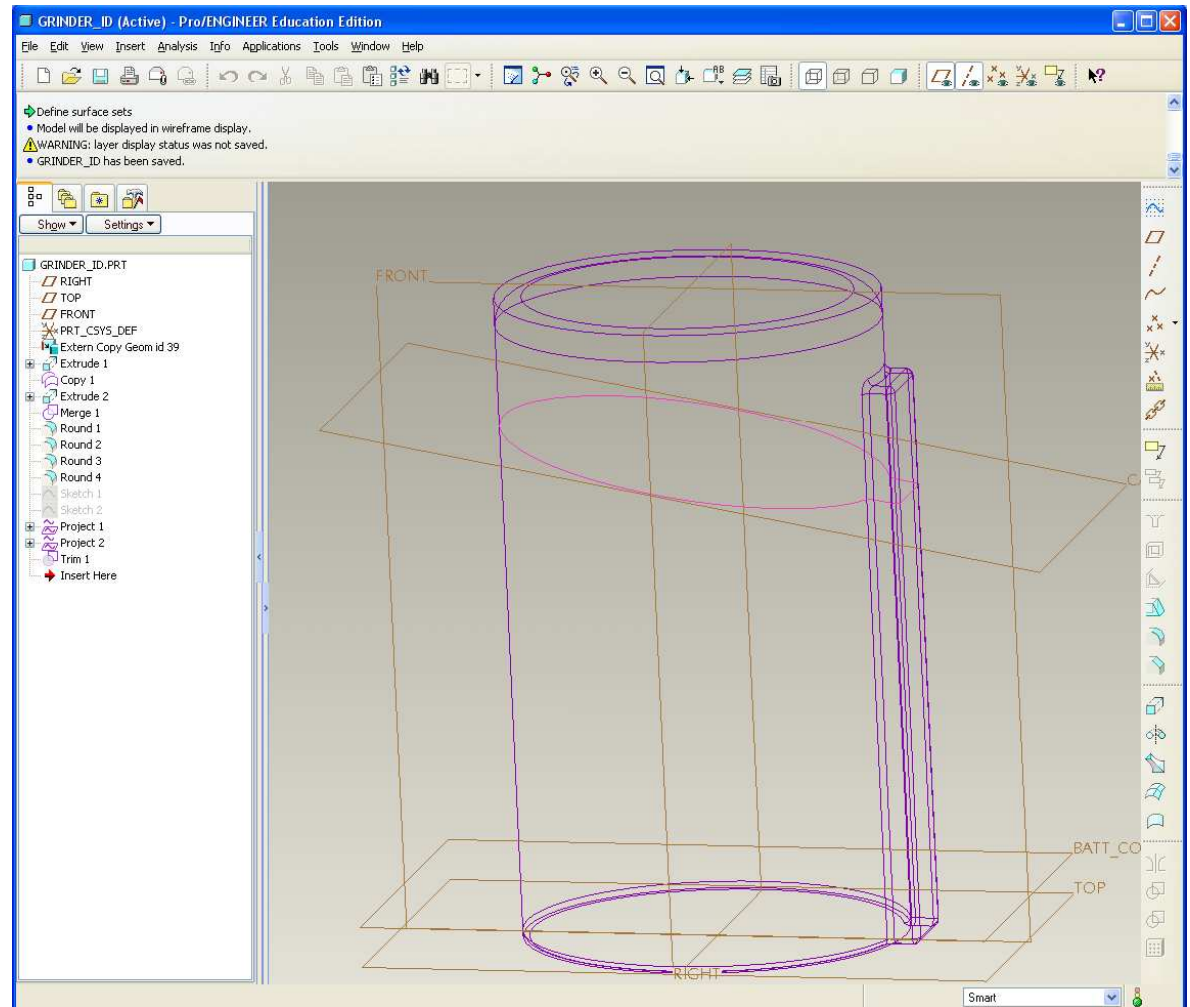 GRINDER_ID (Active) - Pro/ENGINEER Education Edition
File Edit View Insert Analysis Info Applications Tools Window Help
Define surface sets
• Model will be displayed in wireframe display.
WARNING: layer display status was not saved.
• GRINDER_ID has been saved.
Show Settings
GRINDER_ID.PRT
RIGHT
TOP
FRONT
PRT_CSYS_DEF
Extern Copy Geom id 39
Extrude 1
Copy 1
Extrude 2
Merge 1
Round 1
Round 2
Round 3
Round 4
Sketch 1
Sketch 2
Project 1
Project 2
Trim 1
Insert Here
FRONT
C
BATT_CO
TOP
RIGHT
Smart